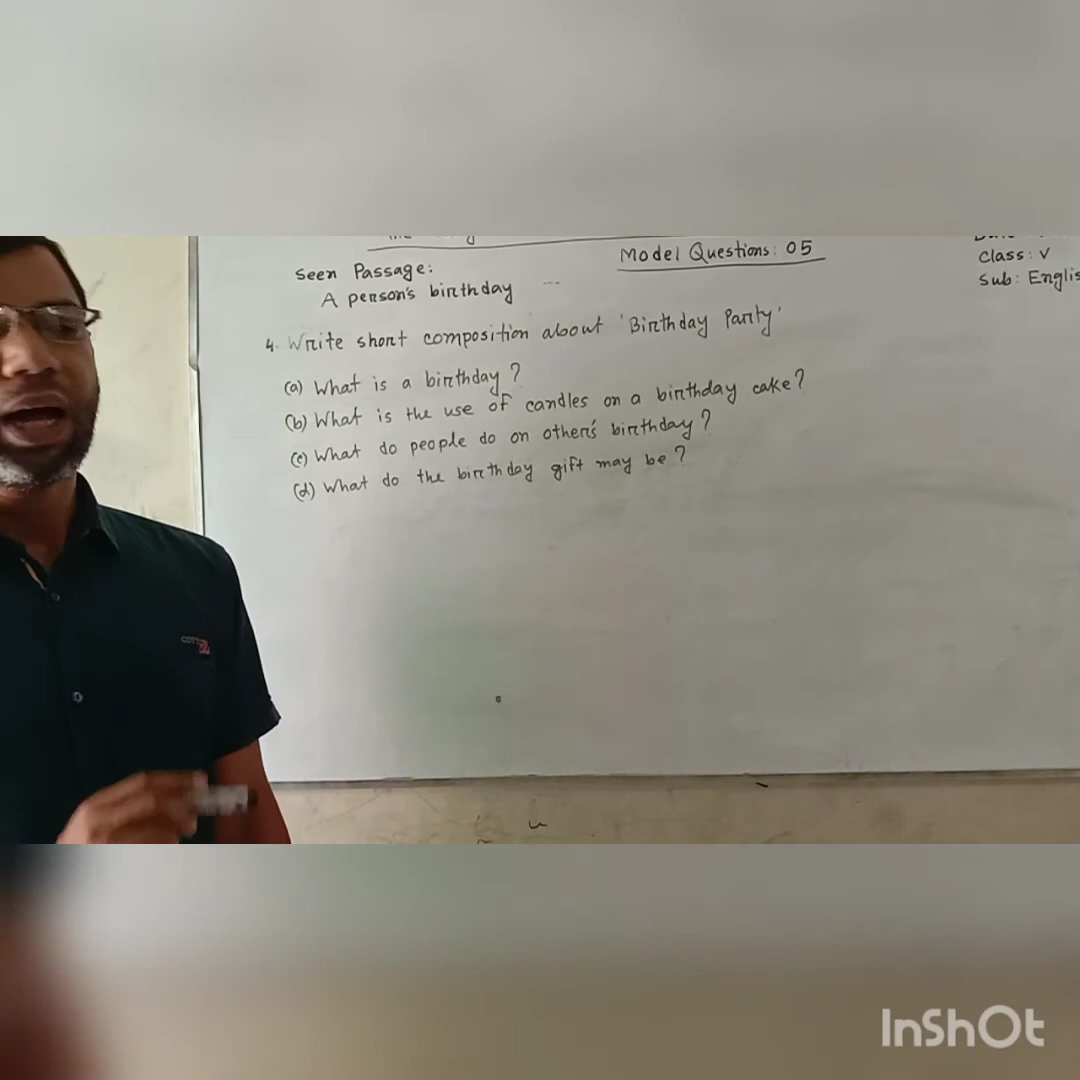 Model Questions: 05
Class: V
Sub: Englis
Seen Passage:
A person's birthday ...
4. Write short composition about 'Birthday Party'
(a) What is a birthday?
(b) What is the use of candles on a birthday cake?
(c) What do people do on other's birthday?
(d) What do the birthday gift may be?
InShOt